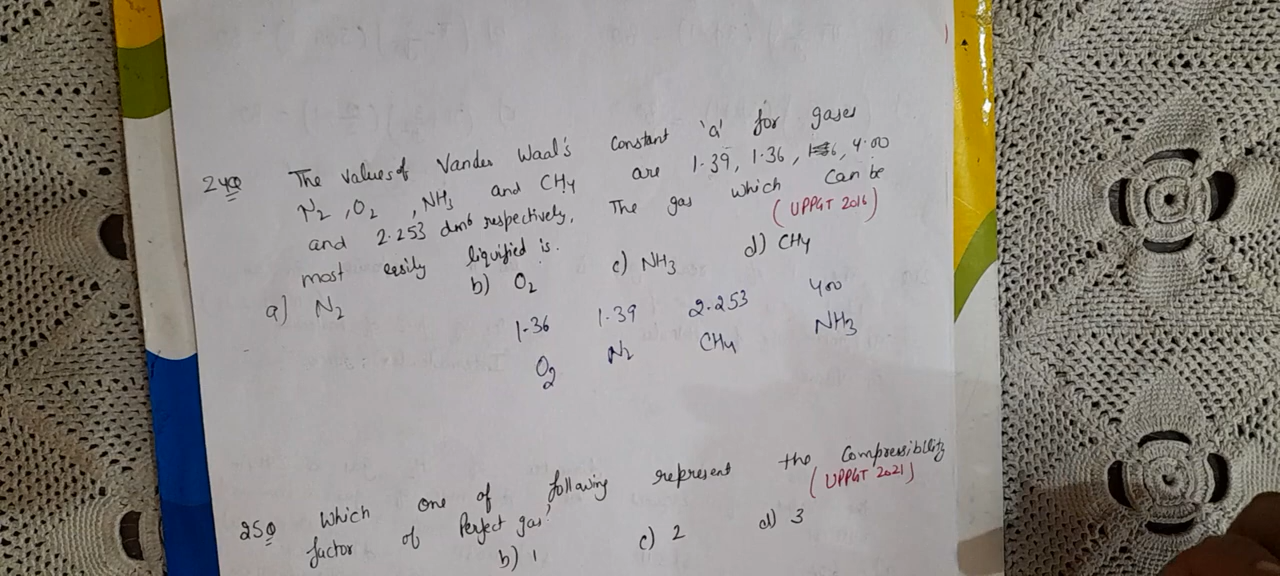 24Q The values of Vander Waal's constant 'a' for gases
N2, O2, NH3 and CH4 are 1.39, 1.36, 4.00
and 2.253 dm6 respectively, The gas which can be
most easily liquified is. (UPPGT 2016)
a) N2 b) O2 c) NH3 d) CH4
1.36 1.39 2.253 4.00
O2 N2 CH4 NH3
25Q Which one of following represent the Compressibility
factor of Perfect gas? (UPPGT 2021)
b) 1 c) 2 d) 3